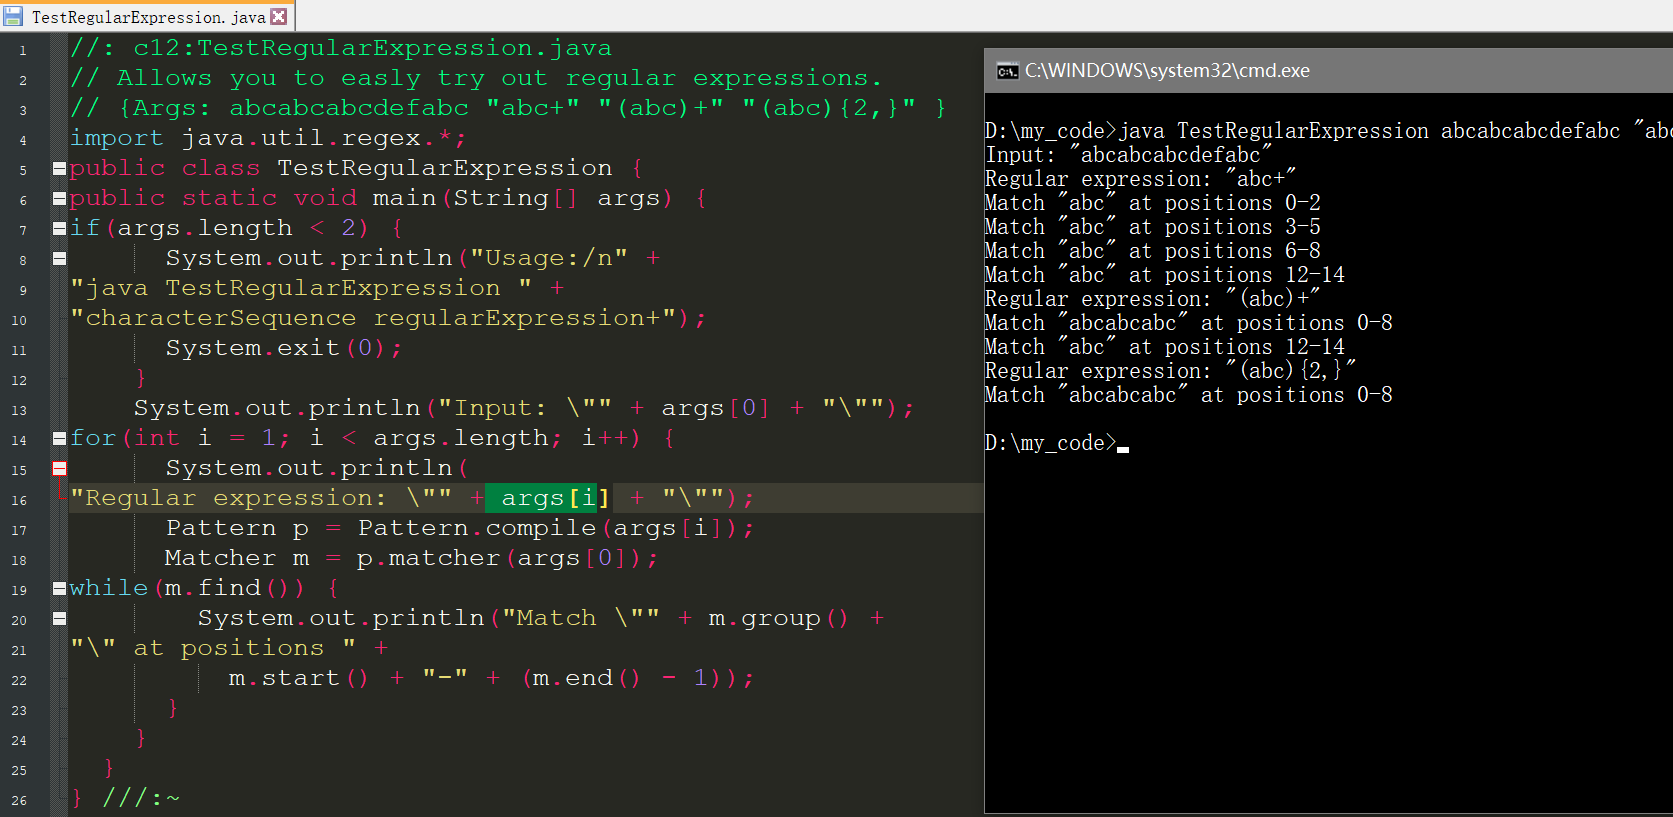 TestRegularExpression.java
1 //: c12:TestRegularExpression.java
2 // Allows you to easly try out regular expressions.
3 // {Args: abcabcabcdefabc "abc+" "(abc)+" "(abc){2,}" }
4 import java.util.regex.*;
5 public class TestRegularExpression {
6 public static void main(String[] args) {
7 if(args.length < 2) {
8 System.out.println("Usage:/n" +
9 "java TestRegularExpression " +
10 "characterSequence regularExpression+");
11 System.exit(0);
12 }
13 System.out.println("Input: \"" + args[0] + "\"");
14 for(int i = 1; i < args.length; i++) {
15 System.out.println(
16 "Regular expression: \"" + args[i] + "\"");
17 Pattern p = Pattern.compile(args[i]);
18 Matcher m = p.matcher(args[0]);
19 while(m.find()) {
20 System.out.println("Match \"" + m.group() +
21 "\" at positions " +
22 m.start() + "-" + (m.end() - 1));
23 }
24 }
25 }
26 } ///:~
C:\WINDOWS\system32\cmd.exe
D:\my_code>java TestRegularExpression abcabcabcdefabc "abc
Input: "abcabcabcdefabc"
Regular expression: "abc+"
Match "abc" at positions 0-2
Match "abc" at positions 3-5
Match "abc" at positions 6-8
Match "abc" at positions 12-14
Regular expression: "(abc)+"
Match "abcabcabc" at positions 0-8
Match "abc" at positions 12-14
Regular expression: "(abc){2,}"
Match "abcabcabc" at positions 0-8
D:\my_code>